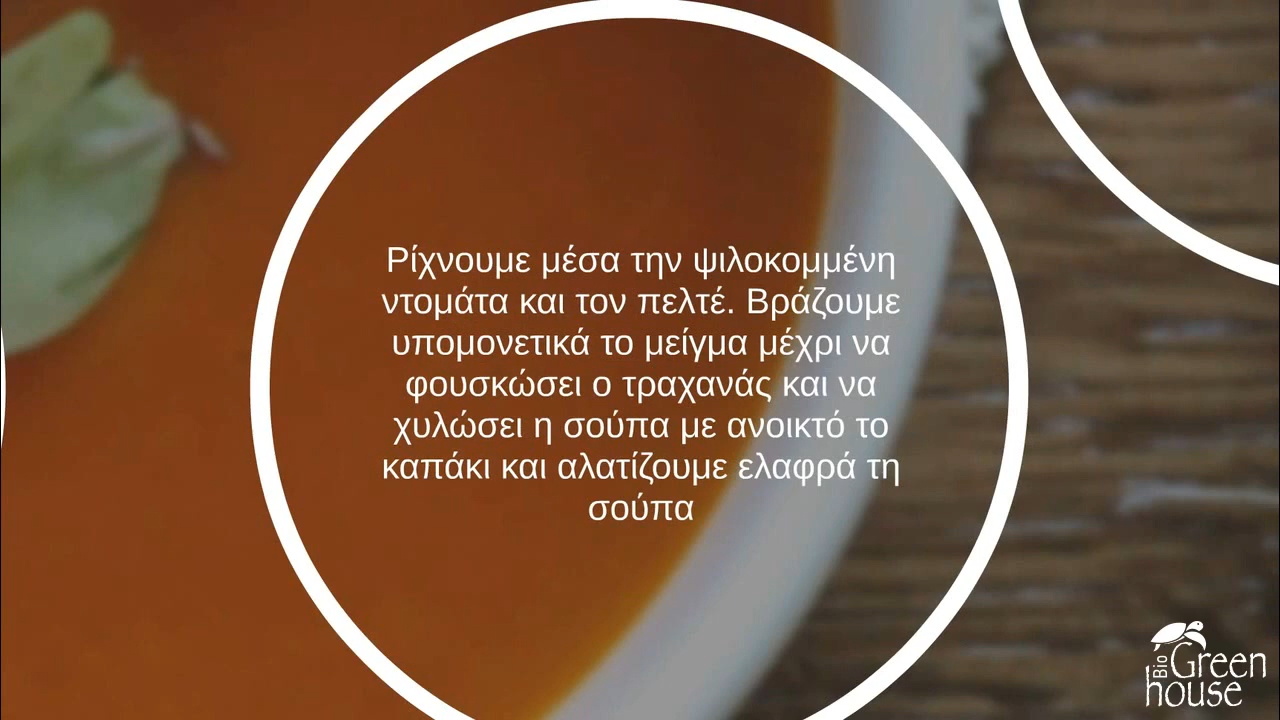 Ρίχνουμε μέσα την ψιλοκομμένη
ντομάτα και τον πελτέ. Βράζουμε
υπομονετικά το μείγμα μέχρι να
φουσκώσει ο τραχανάς και να
χυλώσει η σούπα με ανοικτό το
καπάκι και αλατίζουμε ελαφρά τη
σούπα
Bio Green
house